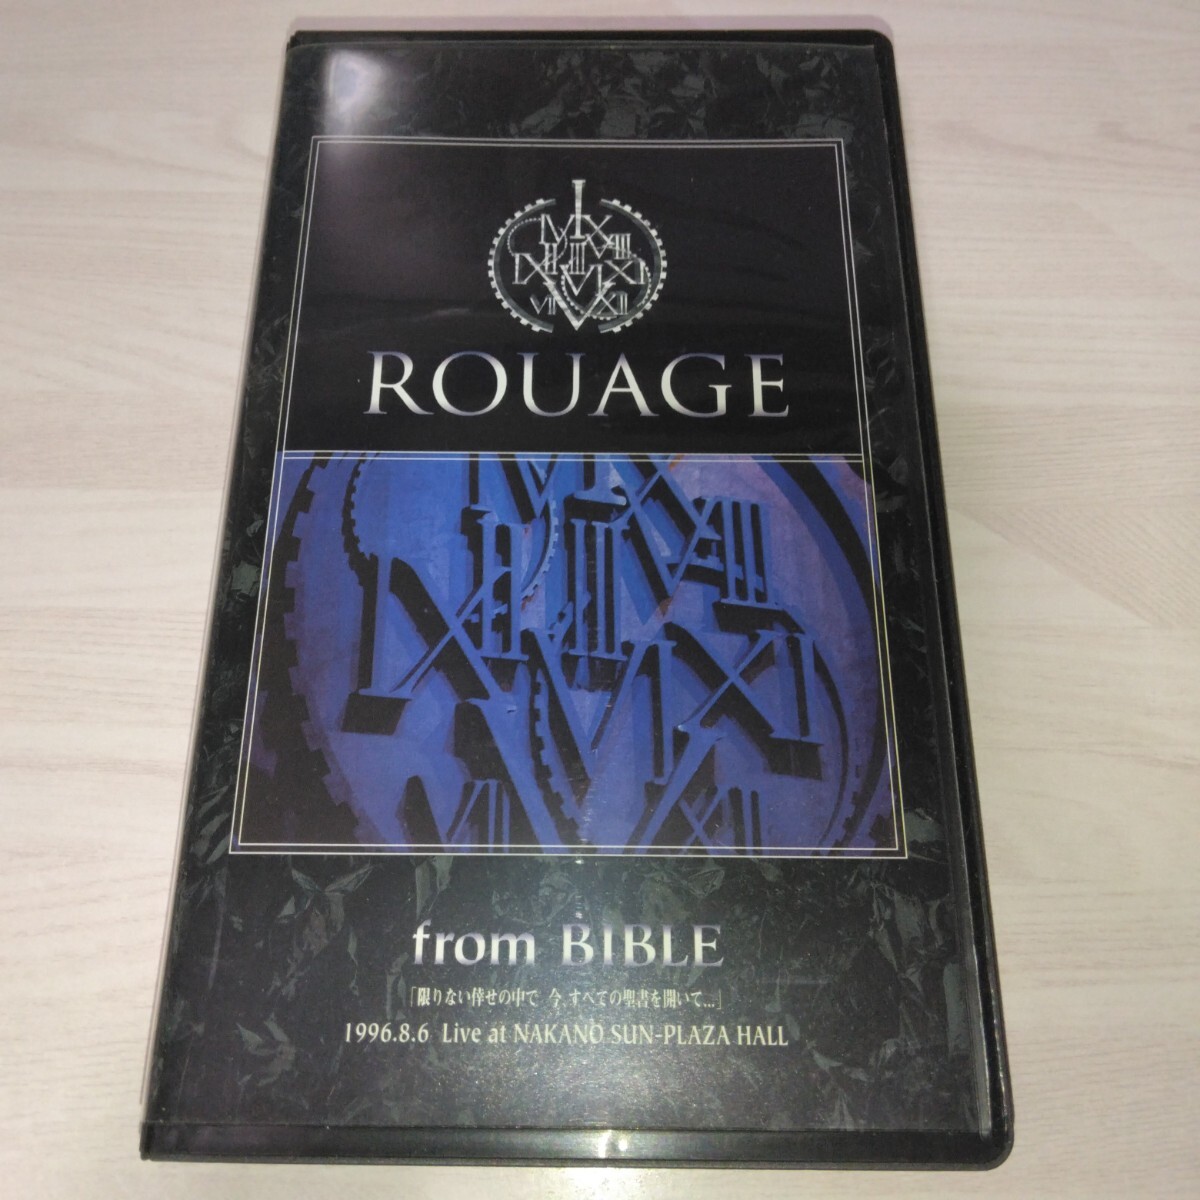 ROUAGE
from BIBLE
「限りない倖せの中で 今、すべての聖書を開いて…」
1996.8.6 Live at NAKANO SUN-PLAZA HALL